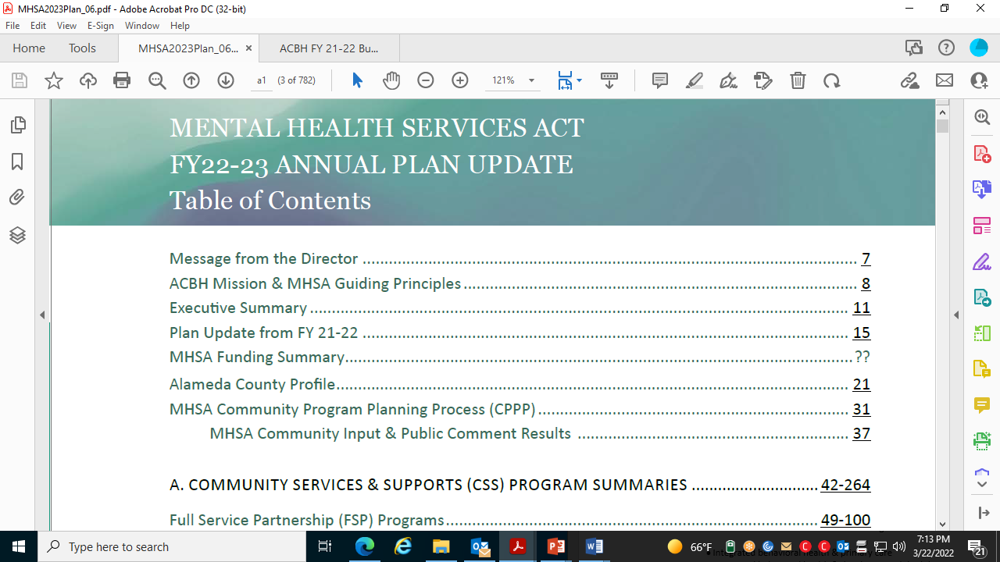 MHSA2023Plan_06.pdf - Adobe Acrobat Pro DC (32-bit)
File Edit View E-Sign Window Help
Home Tools MHSA2023Plan_06... × ACBH FY 21-22 Bu...
a1 (3 of 782) 121%
MENTAL HEALTH SERVICES ACT
FY22-23 ANNUAL PLAN UPDATE
Table of Contents
Message from the Director ........................................ 7
ACBH Mission & MHSA Guiding Principles ........................................ 8
Executive Summary ........................................ 11
Plan Update from FY 21-22 ........................................ 15
MHSA Funding Summary ........................................ ??
Alameda County Profile ........................................ 21
MHSA Community Program Planning Process (CPPP) ........................................ 31
MHSA Community Input & Public Comment Results ........................................ 37
A. COMMUNITY SERVICES & SUPPORTS (CSS) PROGRAM SUMMARIES ........................... 42-264
Full Service Partnership (FSP) Programs ........................................ 49-100
Type here to search
66°F
7:13 PM
3/22/2022
21